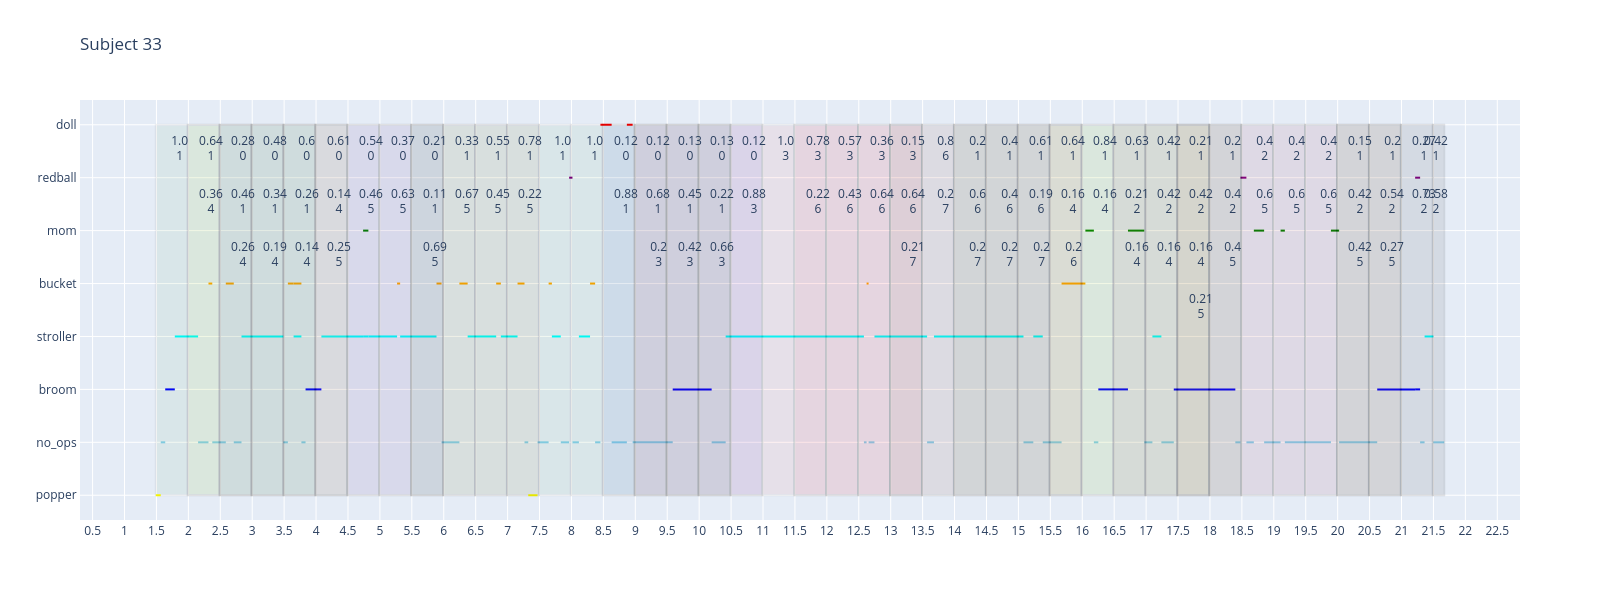 Subject 33
doll
1.0 0.64 0.28 0.48 0.6 0.61 0.54 0.37 0.21 0.33 0.55 0.78 1.0 1.0 0.12 0.12 0.13 0.13 0.12 1.0 0.78 0.57 0.36 0.15 0.8 0.2 0.4 0.61 0.64 0.84 0.63 0.42 0.21 0.2 0.4 0.4 0.4 0.15 0.2 0.27 0.42
1 1 0 0 0 0 0 0 0 1 1 1 1 1 0 0 0 0 0 3 3 3 3 3 6 1 1 1 1 1 1 1 1 1 2 2 2 1 1 1 1
redball
0.36 0.46 0.34 0.26 0.14 0.46 0.63 0.11 0.67 0.45 0.22 0.88 0.68 0.45 0.22 0.88 0.22 0.43 0.64 0.64 0.2 0.6 0.4 0.19 0.16 0.16 0.21 0.42 0.42 0.4 0.6 0.6 0.6 0.42 0.54 0.73 0.58
4 1 1 1 4 5 5 1 5 5 5 1 1 1 1 3 6 6 6 6 7 6 6 6 4 4 2 2 2 2 5 5 5 2 2 2 2
mom
0.26 0.19 0.14 0.25 0.69 0.2 0.42 0.66 0.21 0.2 0.2 0.2 0.2 0.16 0.16 0.16 0.4 0.42 0.27
4 4 4 5 5 3 3 3 7 7 7 7 6 4 4 4 5 5 5
bucket
0.21
5
stroller
broom
no_ops
popper
0.5 1 1.5 2 2.5 3 3.5 4 4.5 5 5.5 6 6.5 7 7.5 8 8.5 9 9.5 10 10.5 11 11.5 12 12.5 13 13.5 14 14.5 15 15.5 16 16.5 17 17.5 18 18.5 19 19.5 20 20.5 21 21.5 22 22.5